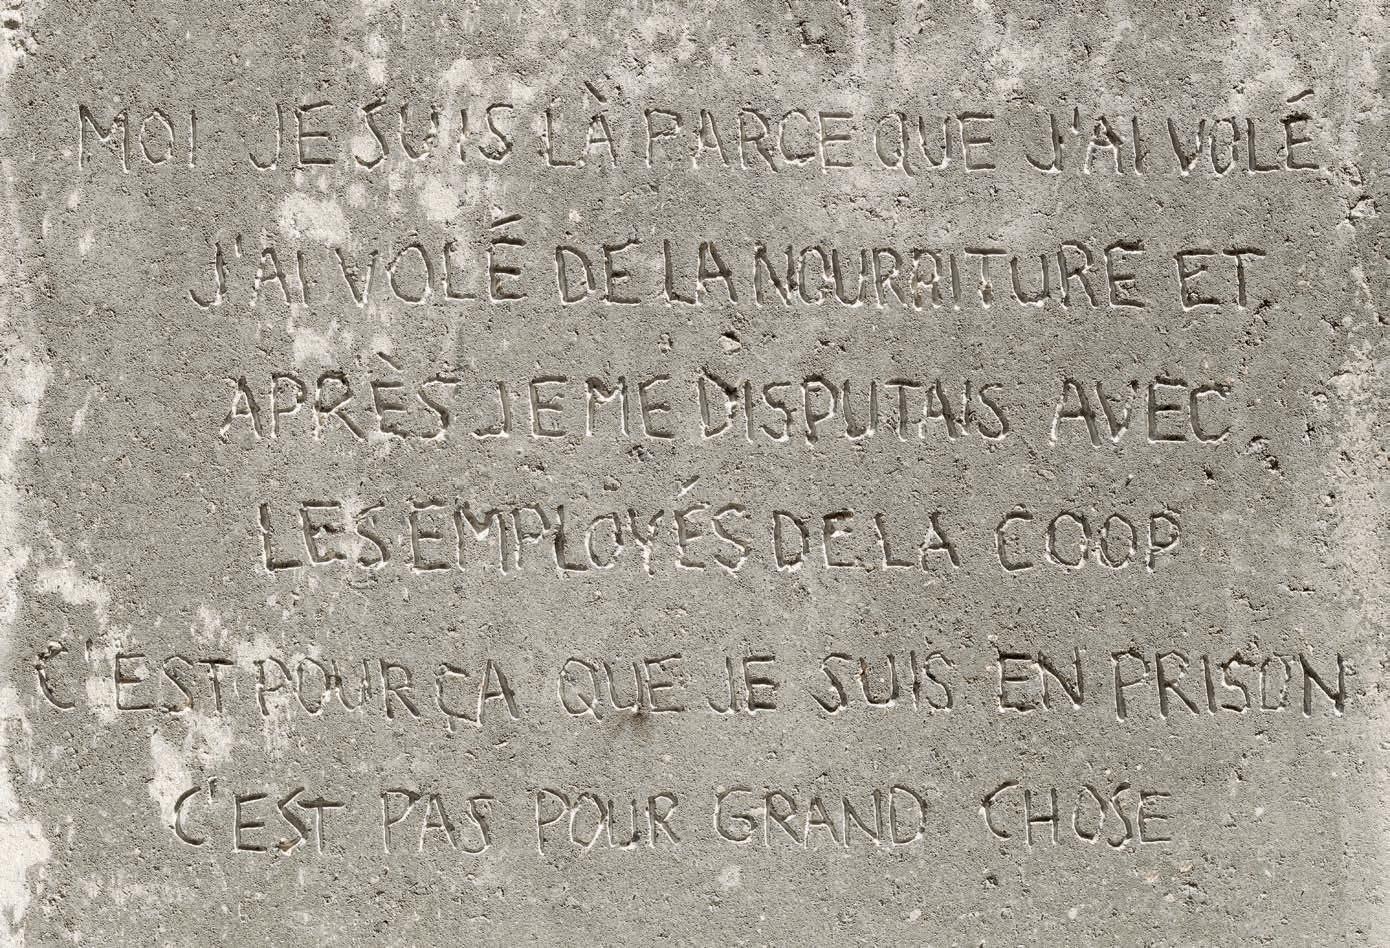 MOI JE SUIS LÀ PARCE QUE J'AI VOLÉ
J'AI VOLÉ DE LA NOURRITURE ET
APRÈS JE ME DISPUTAIS AVEC
LES EMPLOYÉS DE LA COOP
C'EST POUR ÇA QUE JE SUIS EN PRISON
C'EST PAS POUR GRAND CHOSE